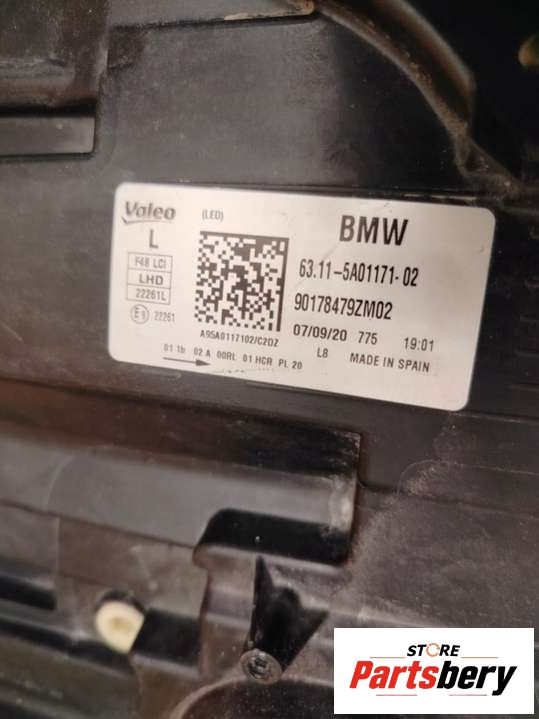 Valeo
(LED)
BMW
L
F48 LCI
LHD
22261L
E9 22261
63.11-5A01171-02
90178479ZM02
A95A0117102/C2DZ
07/09/20 775 19:01
01 1b 02 A 00RL 01 HCR PL 20
L8 MADE IN SPAIN
STORE
Partsbery